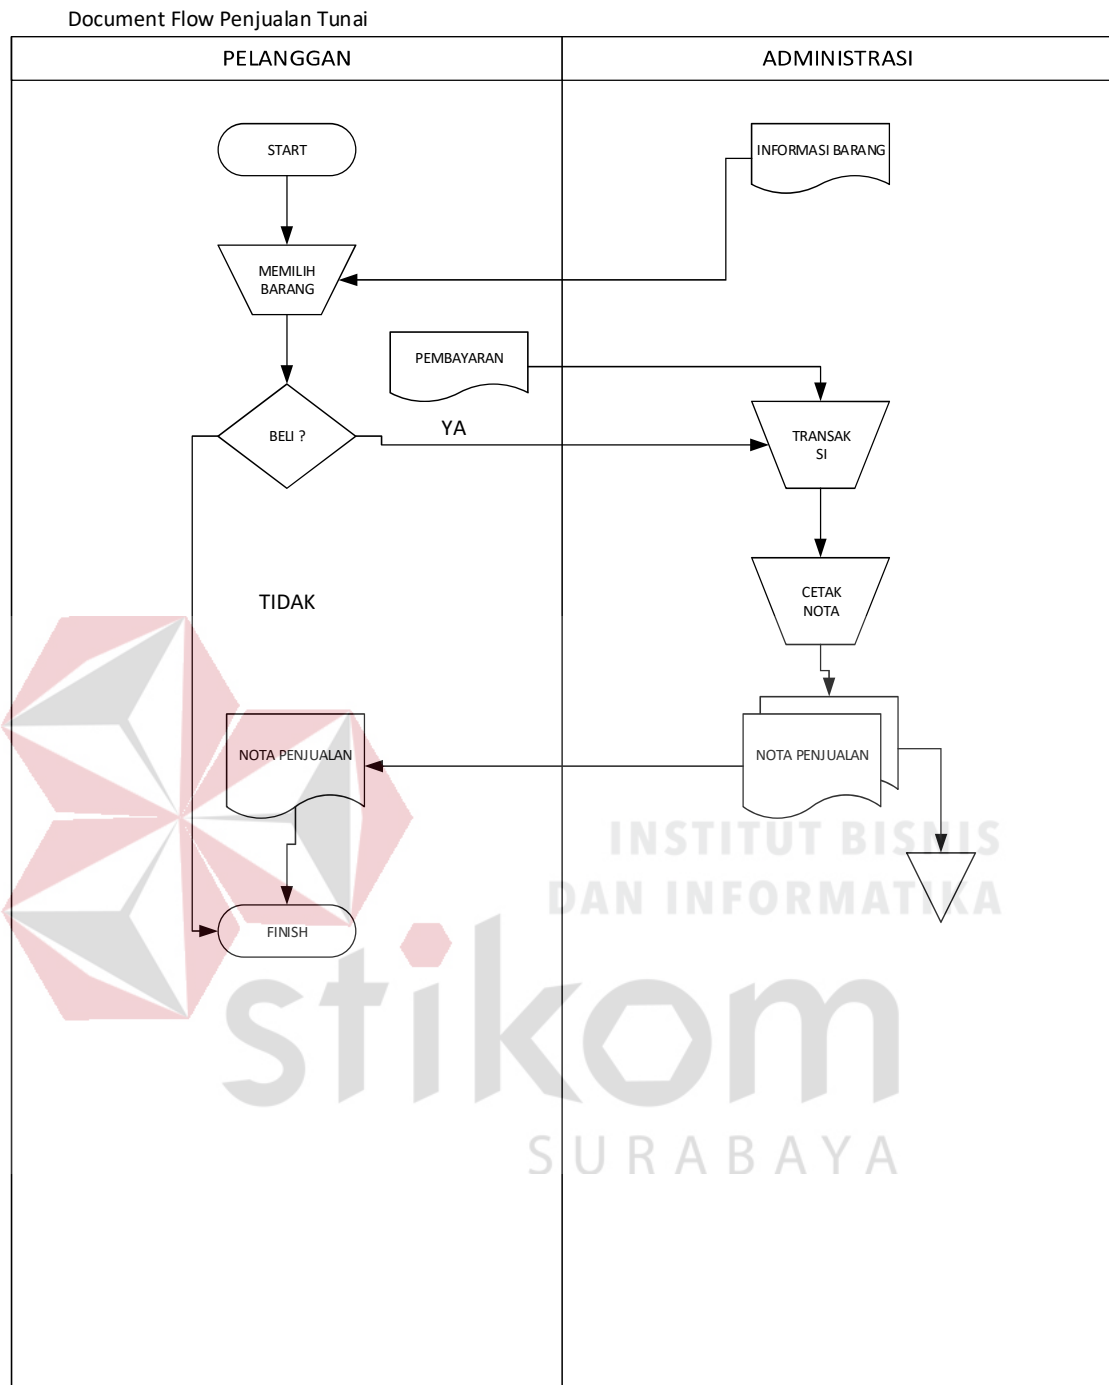 Document Flow Penjualan Tunai
PELANGGAN
ADMINISTRASI
START
INFORMASI BARANG
MEMILIH
BARANG
PEMBAYARAN
BELI ?
YA
TRANSAK
SI
TIDAK
CETAK
NOTA
NOTA PENJUALAN
NOTA PENJUALAN
FINISH
INSTITUT BISNIS
DAN INFORMATIKA
stikom
SURABAYA